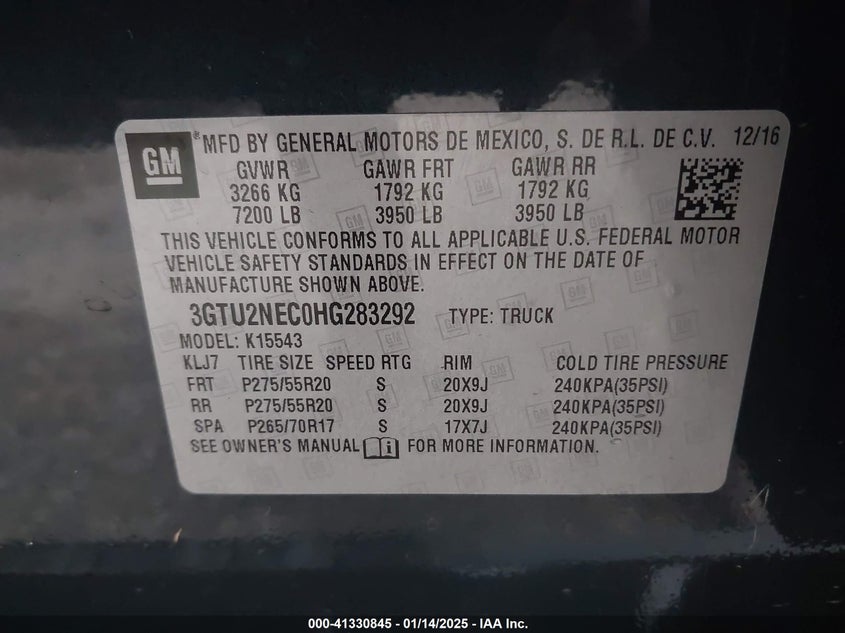 GM
*MFD BY GENERAL MOTORS DE MEXICO, S. DE R.L. DE C.V. 12/16
GVWR GAWR FRT GAWR RR
3266 KG 1792 KG 1792 KG
7200 LB 3950 LB 3950 LB
THIS VEHICLE CONFORMS TO ALL APPLICABLE U.S. FEDERAL MOTOR
VEHICLE SAFETY STANDARDS IN EFFECT ON THE DATE OF
MANUFACTURE SHOWN ABOVE.
3GTU2NEC0HG283292 TYPE: TRUCK
MODEL: K15543
KLJ7 TIRE SIZE SPEED RTG RIM COLD TIRE PRESSURE
FRT P275/55R20 S 20X9J 240KPA(35PSI)
RR P275/55R20 S 20X9J 240KPA(35PSI)
SPA P265/70R17 S 17X7J 240KPA(35PSI)
SEE OWNER'S MANUAL i FOR MORE INFORMATION.
000-41330845 - 01/14/2025 - IAA Inc.